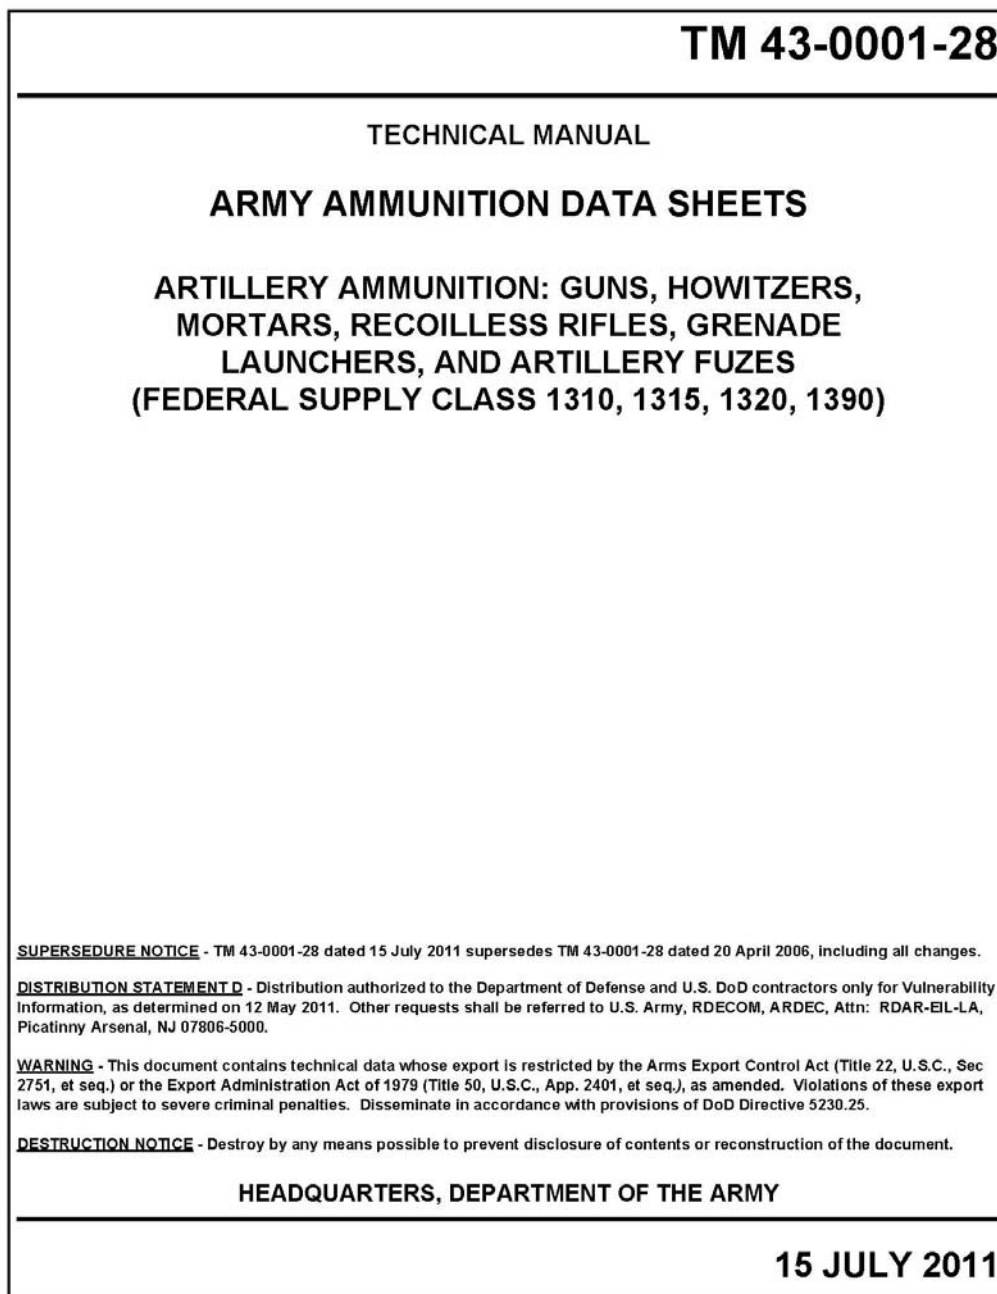 TM 43-0001-28
TECHNICAL MANUAL
ARMY AMMUNITION DATA SHEETS
ARTILLERY AMMUNITION: GUNS, HOWITZERS,
MORTARS, RECOILLESS RIFLES, GRENADE
LAUNCHERS, AND ARTILLERY FUZES
(FEDERAL SUPPLY CLASS 1310, 1315, 1320, 1390)
SUPERSEDURE NOTICE - TM 43-0001-28 dated 15 July 2011 supersedes TM 43-0001-28 dated 20 April 2006, including all changes.
DISTRIBUTION STATEMENT D - Distribution authorized to the Department of Defense and U.S. DoD contractors only for Vulnerability
Information, as determined on 12 May 2011. Other requests shall be referred to U.S. Army, RDECOM, ARDEC, Attn: RDAR-EIL-LA,
Picatinny Arsenal, NJ 07806-5000.
WARNING - This document contains technical data whose export is restricted by the Arms Export Control Act (Title 22, U.S.C., Sec
2751, et seq.) or the Export Administration Act of 1979 (Title 50, U.S.C., App. 2401, et seq.), as amended. Violations of these export
laws are subject to severe criminal penalties. Disseminate in accordance with provisions of DoD Directive 5230.25.
DESTRUCTION NOTICE - Destroy by any means possible to prevent disclosure of contents or reconstruction of the document.
HEADQUARTERS, DEPARTMENT OF THE ARMY
15 JULY 2011